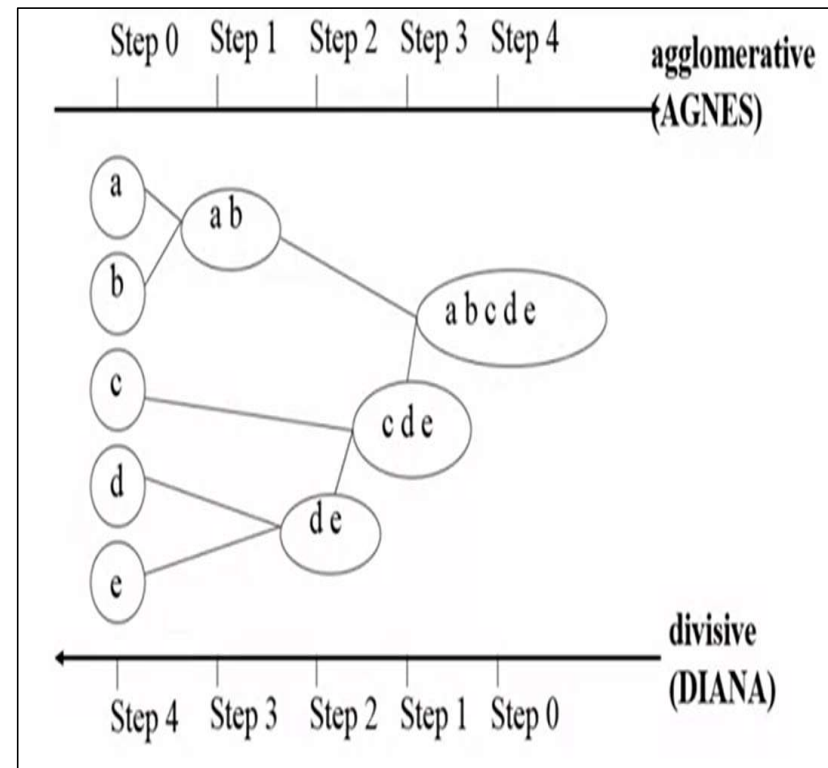 Step 0 Step 1 Step 2 Step 3 Step 4
agglomerative
(AGNES)
a
a b
b
a b c d e
c
c d e
d
d e
e
divisive
(DIANA)
Step 4 Step 3 Step 2 Step 1 Step 0